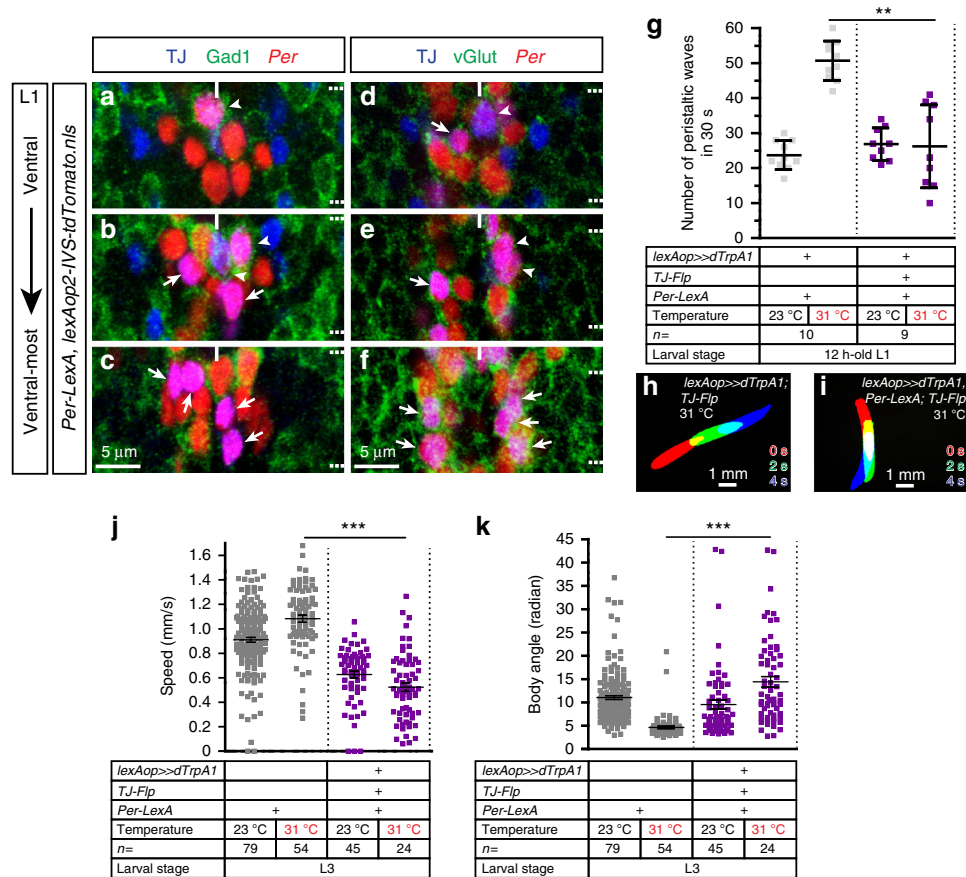 TJ Gad1 Per
TJ vGlut Per
L1
Ventral
Ventral-most
Per-LexA, lexAop2-IVS-tdTomato.nls
a
b
c
5 µm
d
e
f
5 µm
g
**
Number of peristaltic waves
in 30 s
60
50
40
30
20
10
0
lexAop>>dTrpA1 + +
TJ-Flp +
Per-LexA + +
Temperature 23 °C 31 °C 23 °C 31 °C
n= 10 9
Larval stage 12 h-old L1
h
lexAop>>dTrpA1;
TJ-Flp
31 °C
0 s
2 s
4 s
1 mm
i
lexAop>>dTrpA1,
Per-LexA; TJ-Flp
31 °C
0 s
2 s
4 s
1 mm
j
***
Speed (mm/s)
1.6
1.4
1.2
1.0
0.8
0.6
0.4
0.2
0
lexAop>>dTrpA1 +
TJ-Flp +
Per-LexA + +
Temperature 23 °C 31 °C 23 °C 31 °C
n= 79 54 45 24
Larval stage L3
k
***
Body angle (radian)
45
40
35
30
25
20
15
10
5
0
lexAop>>dTrpA1 +
TJ-Flp +
Per-LexA + +
Temperature 23 °C 31 °C 23 °C 31 °C
n= 79 54 45 24
Larval stage L3